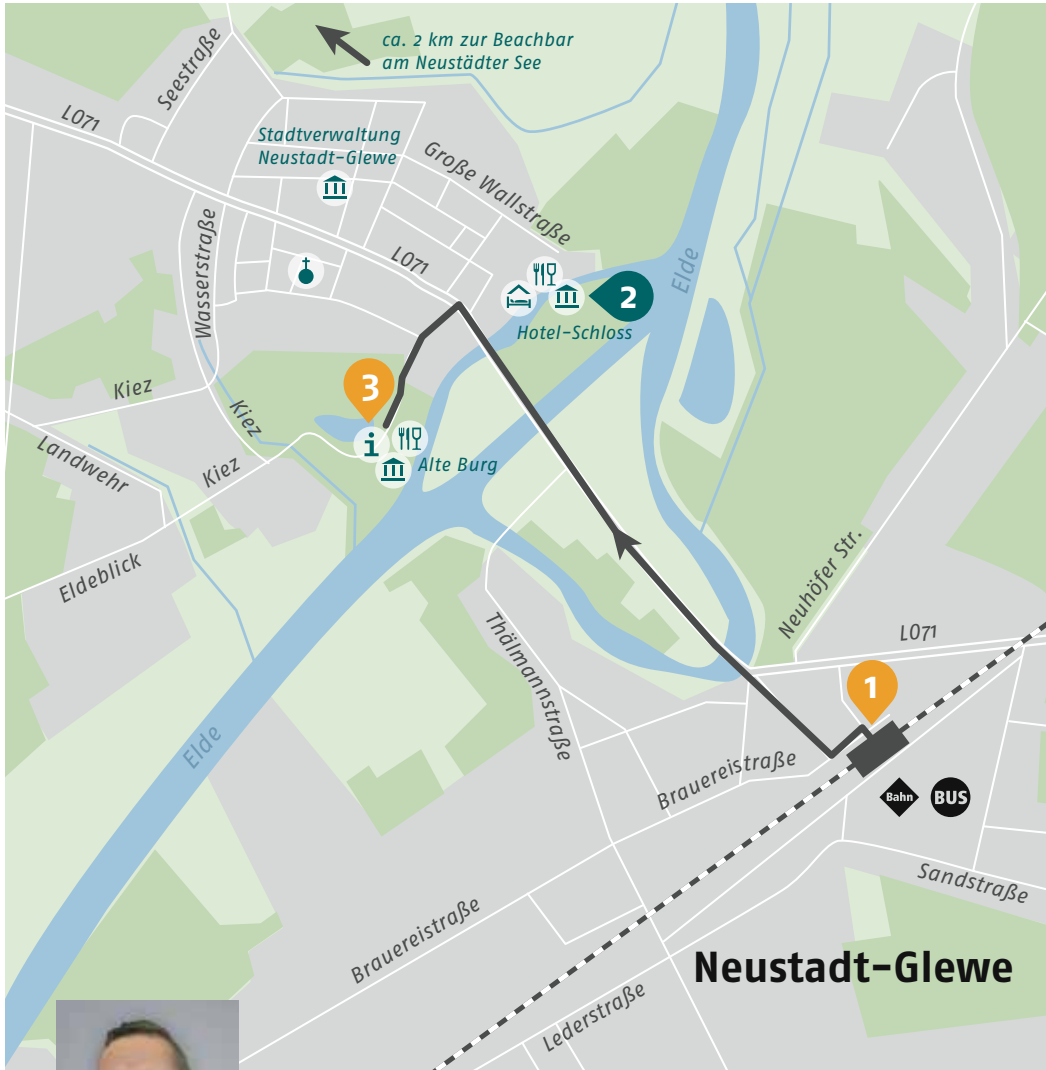 ca. 2 km zur Beachbar
am Neustädter See
Seestraße
L071
Stadtverwaltung
Neustadt-Glewe
Große Wallstraße
Wasserstraße
L071
Elde
2
Hotel-Schloss
3
Kiez
Kiez
i
Alte Burg
Landwehr
Kiez
Eldeblick
Neuhöfer Str.
L071
Thälmannstraße
1
Elde
Brauereistraße
Bahn
BUS
Sandstraße
Brauereistraße
Neustadt-Glewe
Lederstraße